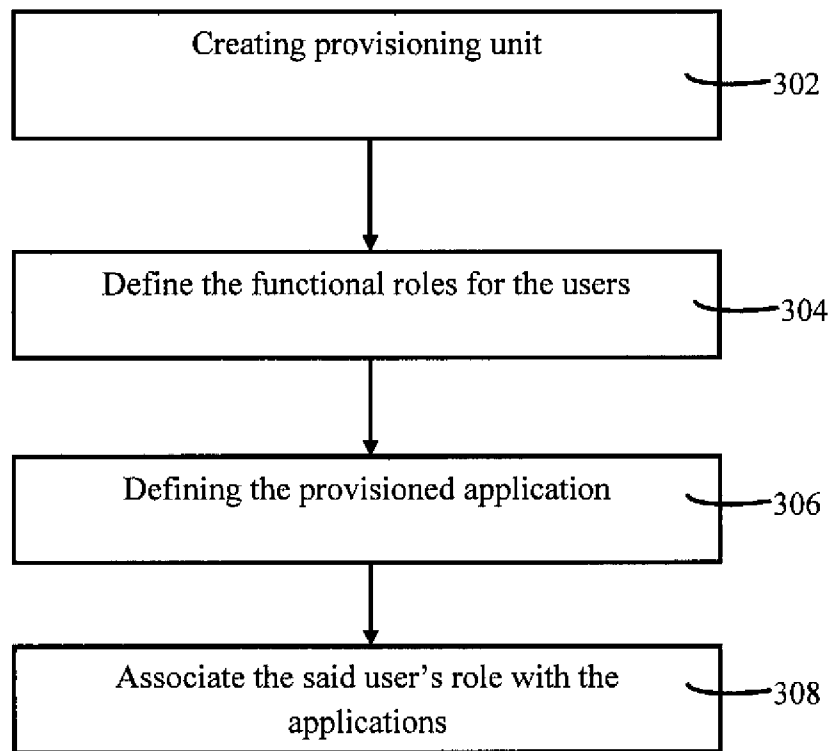 Creating provisioning unit
302
Define the functional roles for the users
304
Defining the provisioned application
306
Associate the said user's role with the
applications
308